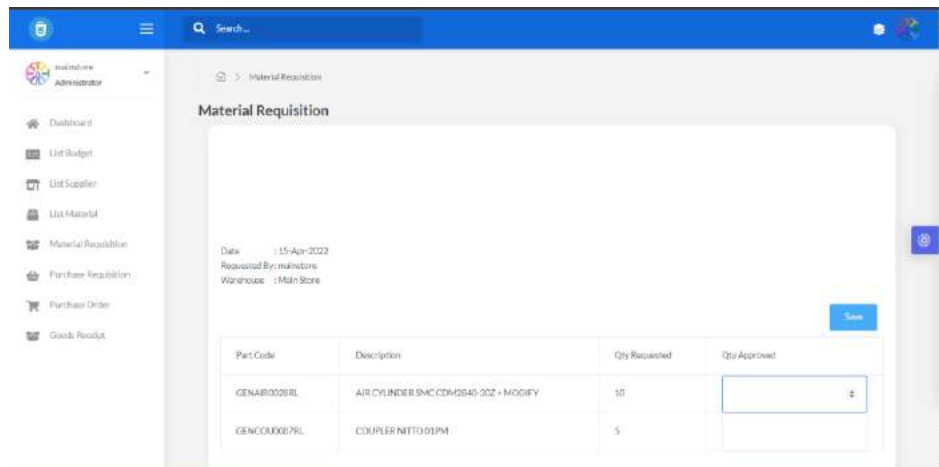 Search...
mainstore
Administrator
Dashboard
List Budget
List Supplier
List Material
Material Requisition
Purchase Requisition
Purchase Order
Goods Receipt
> Material Requisition
Material Requisition
Date : 15-Apr-2022
Requested By: mainstore
Warehouse : Main Store
Save
Part Code Description Qty Requested Qty Approved
GENAIR0028RL AIR CYLINDER SMC CDM2B40-30Z + MODIFY 10
GENCOU0087RL COUPLER NITTO 01PM 5